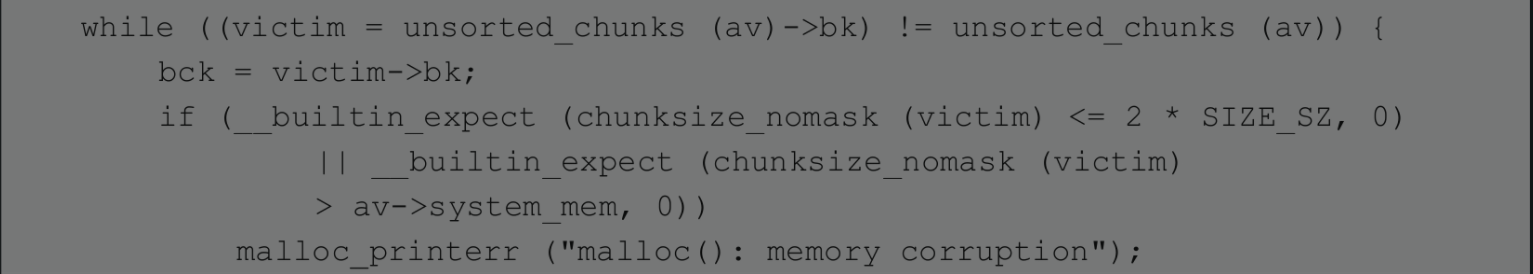 while ((victim = unsorted_chunks (av)->bk) != unsorted_chunks (av)) {
bck = victim->bk;
if (__builtin_expect (chunksize_nomask (victim) <= 2 * SIZE_SZ, 0)
|| __builtin_expect (chunksize_nomask (victim)
> av->system_mem, 0))
malloc_printerr ("malloc(): memory corruption");